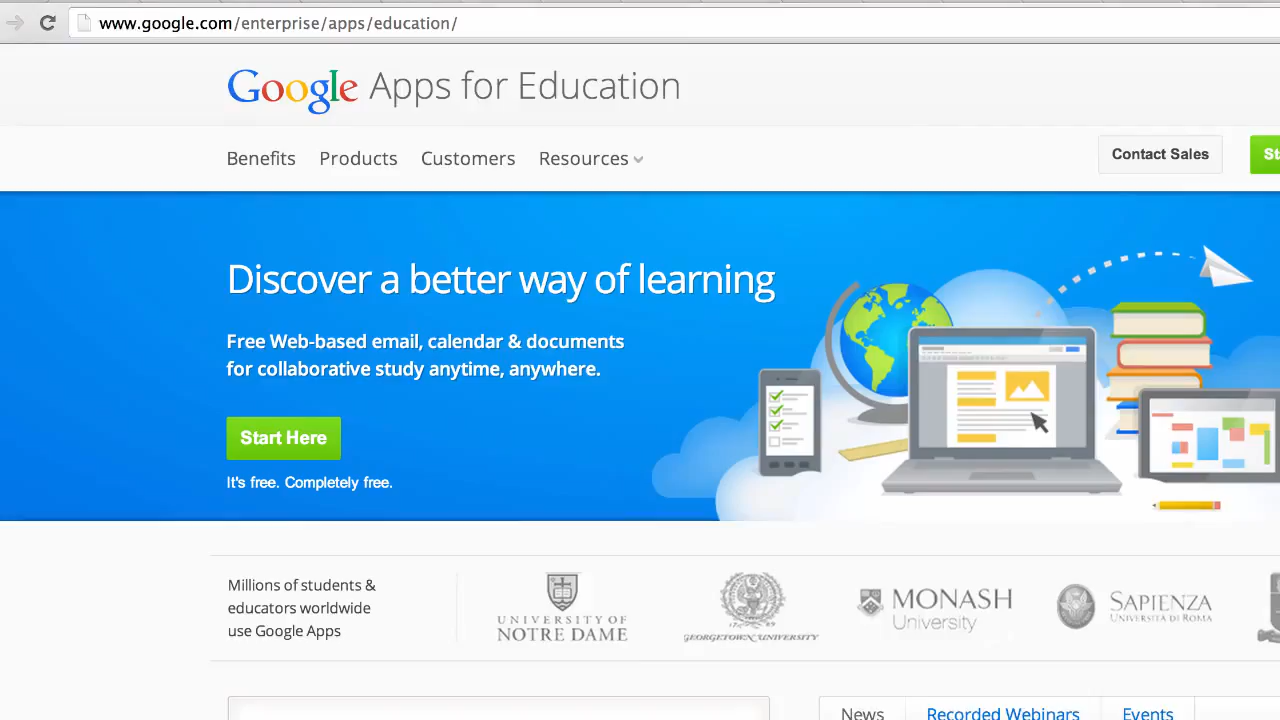 www.google.com/enterprise/apps/education/
Google Apps for Education
Benefits Products Customers Resources
Contact Sales
Discover a better way of learning
Free Web-based email, calendar & documents
for collaborative study anytime, anywhere.
Start Here
It's free. Completely free.
Millions of students &
educators worldwide
use Google Apps
UNIVERSITY OF
NOTRE DAME
GEORGETOWN UNIVERSITY
MONASH
University
SAPIENZA
UNIVERSITÀ DI ROMA
News Recorded Webinars Events